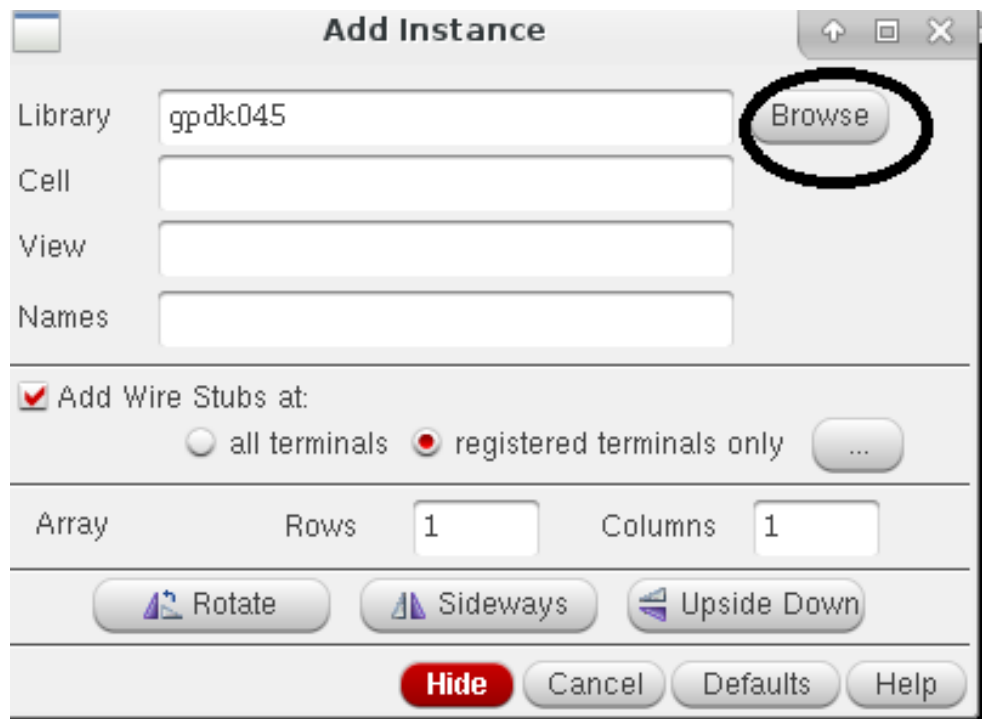 Add Instance
Library gpdk045 Browse
Cell
View
Names
Add Wire Stubs at:
all terminals registered terminals only ...
Array Rows 1 Columns 1
Rotate Sideways Upside Down
Hide Cancel Defaults Help